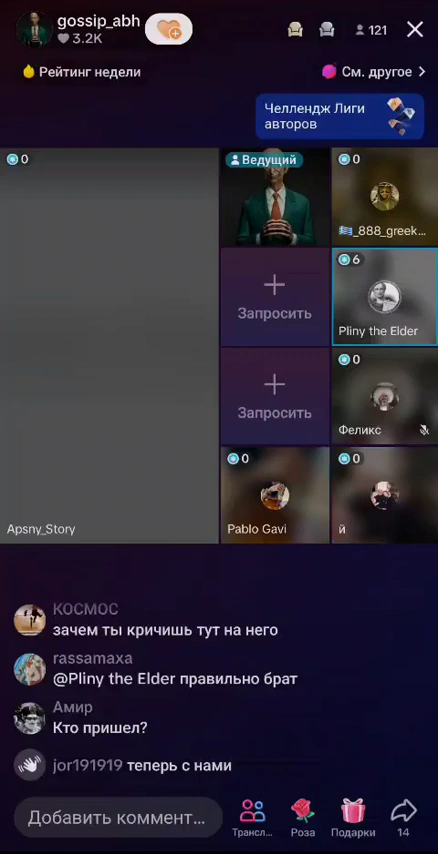 gossip_abh
3.2K
121
Рейтинг недели
См. другое
Челлендж Лиги
авторов
0
Ведущий
0
_888_greek...
Запросить
6
Pliny the Elder
Запросить
0
Феликс
Apsny_Story
0
Pablo Gavi
0
й
КОСМОС
зачем ты кричишь тут на него
rassamaxa
@Pliny the Elder правильно брат
Амир
Кто пришел?
jor191919 теперь с нами
Добавить коммент...
Трансл...
Роза
Подарки
14